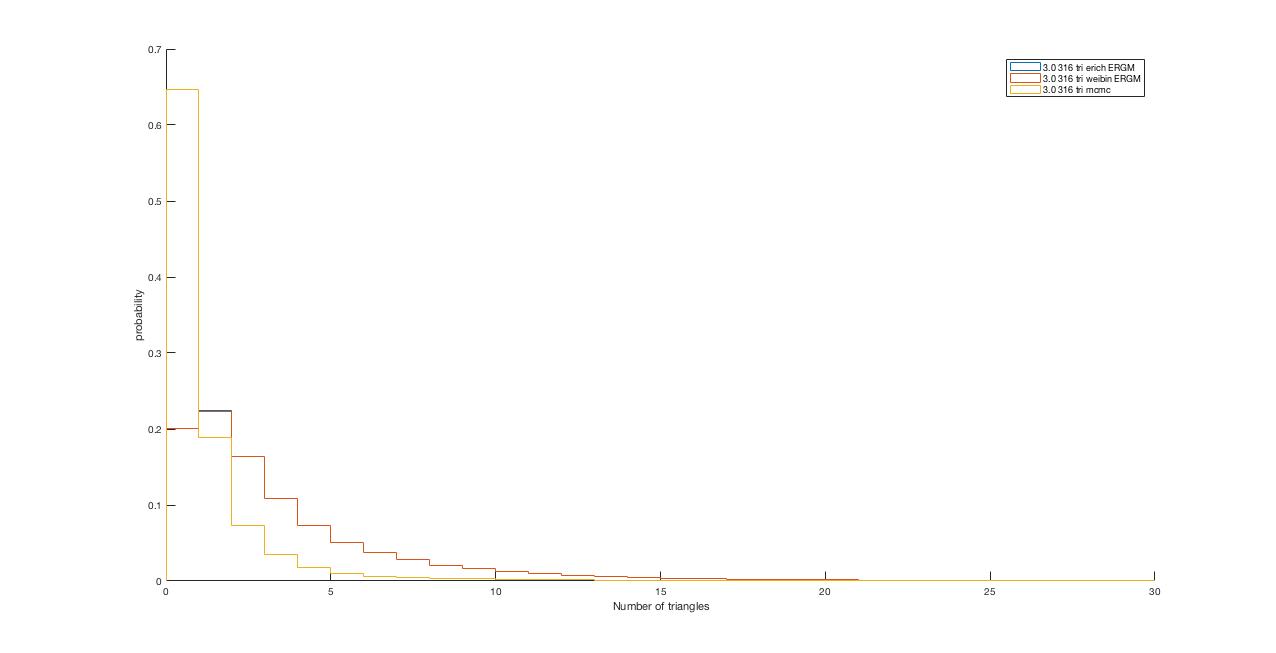 0.7
3.0 316 tri erich ERGM
3.0 316 tri weibin ERGM
3.0 316 tri mcmc
0.6
0.5
0.4
probability
0.3
0.2
0.1
0
0 5 10 15 20 25 30
Number of triangles